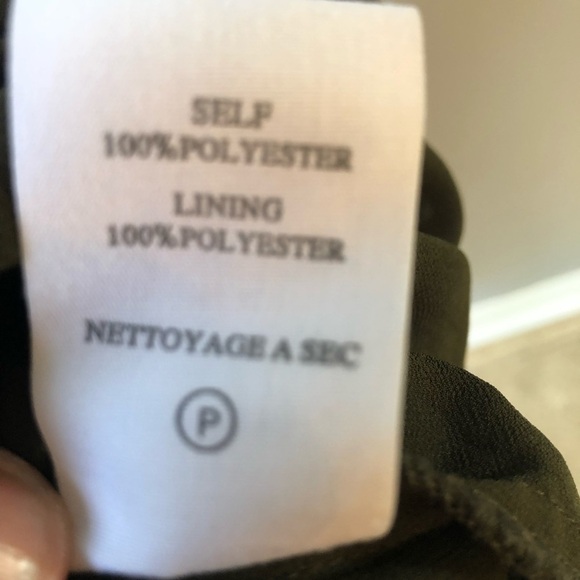 SELF
100%POLYESTER
LINING
100%POLYESTER
NETTOYAGE A SEC
P